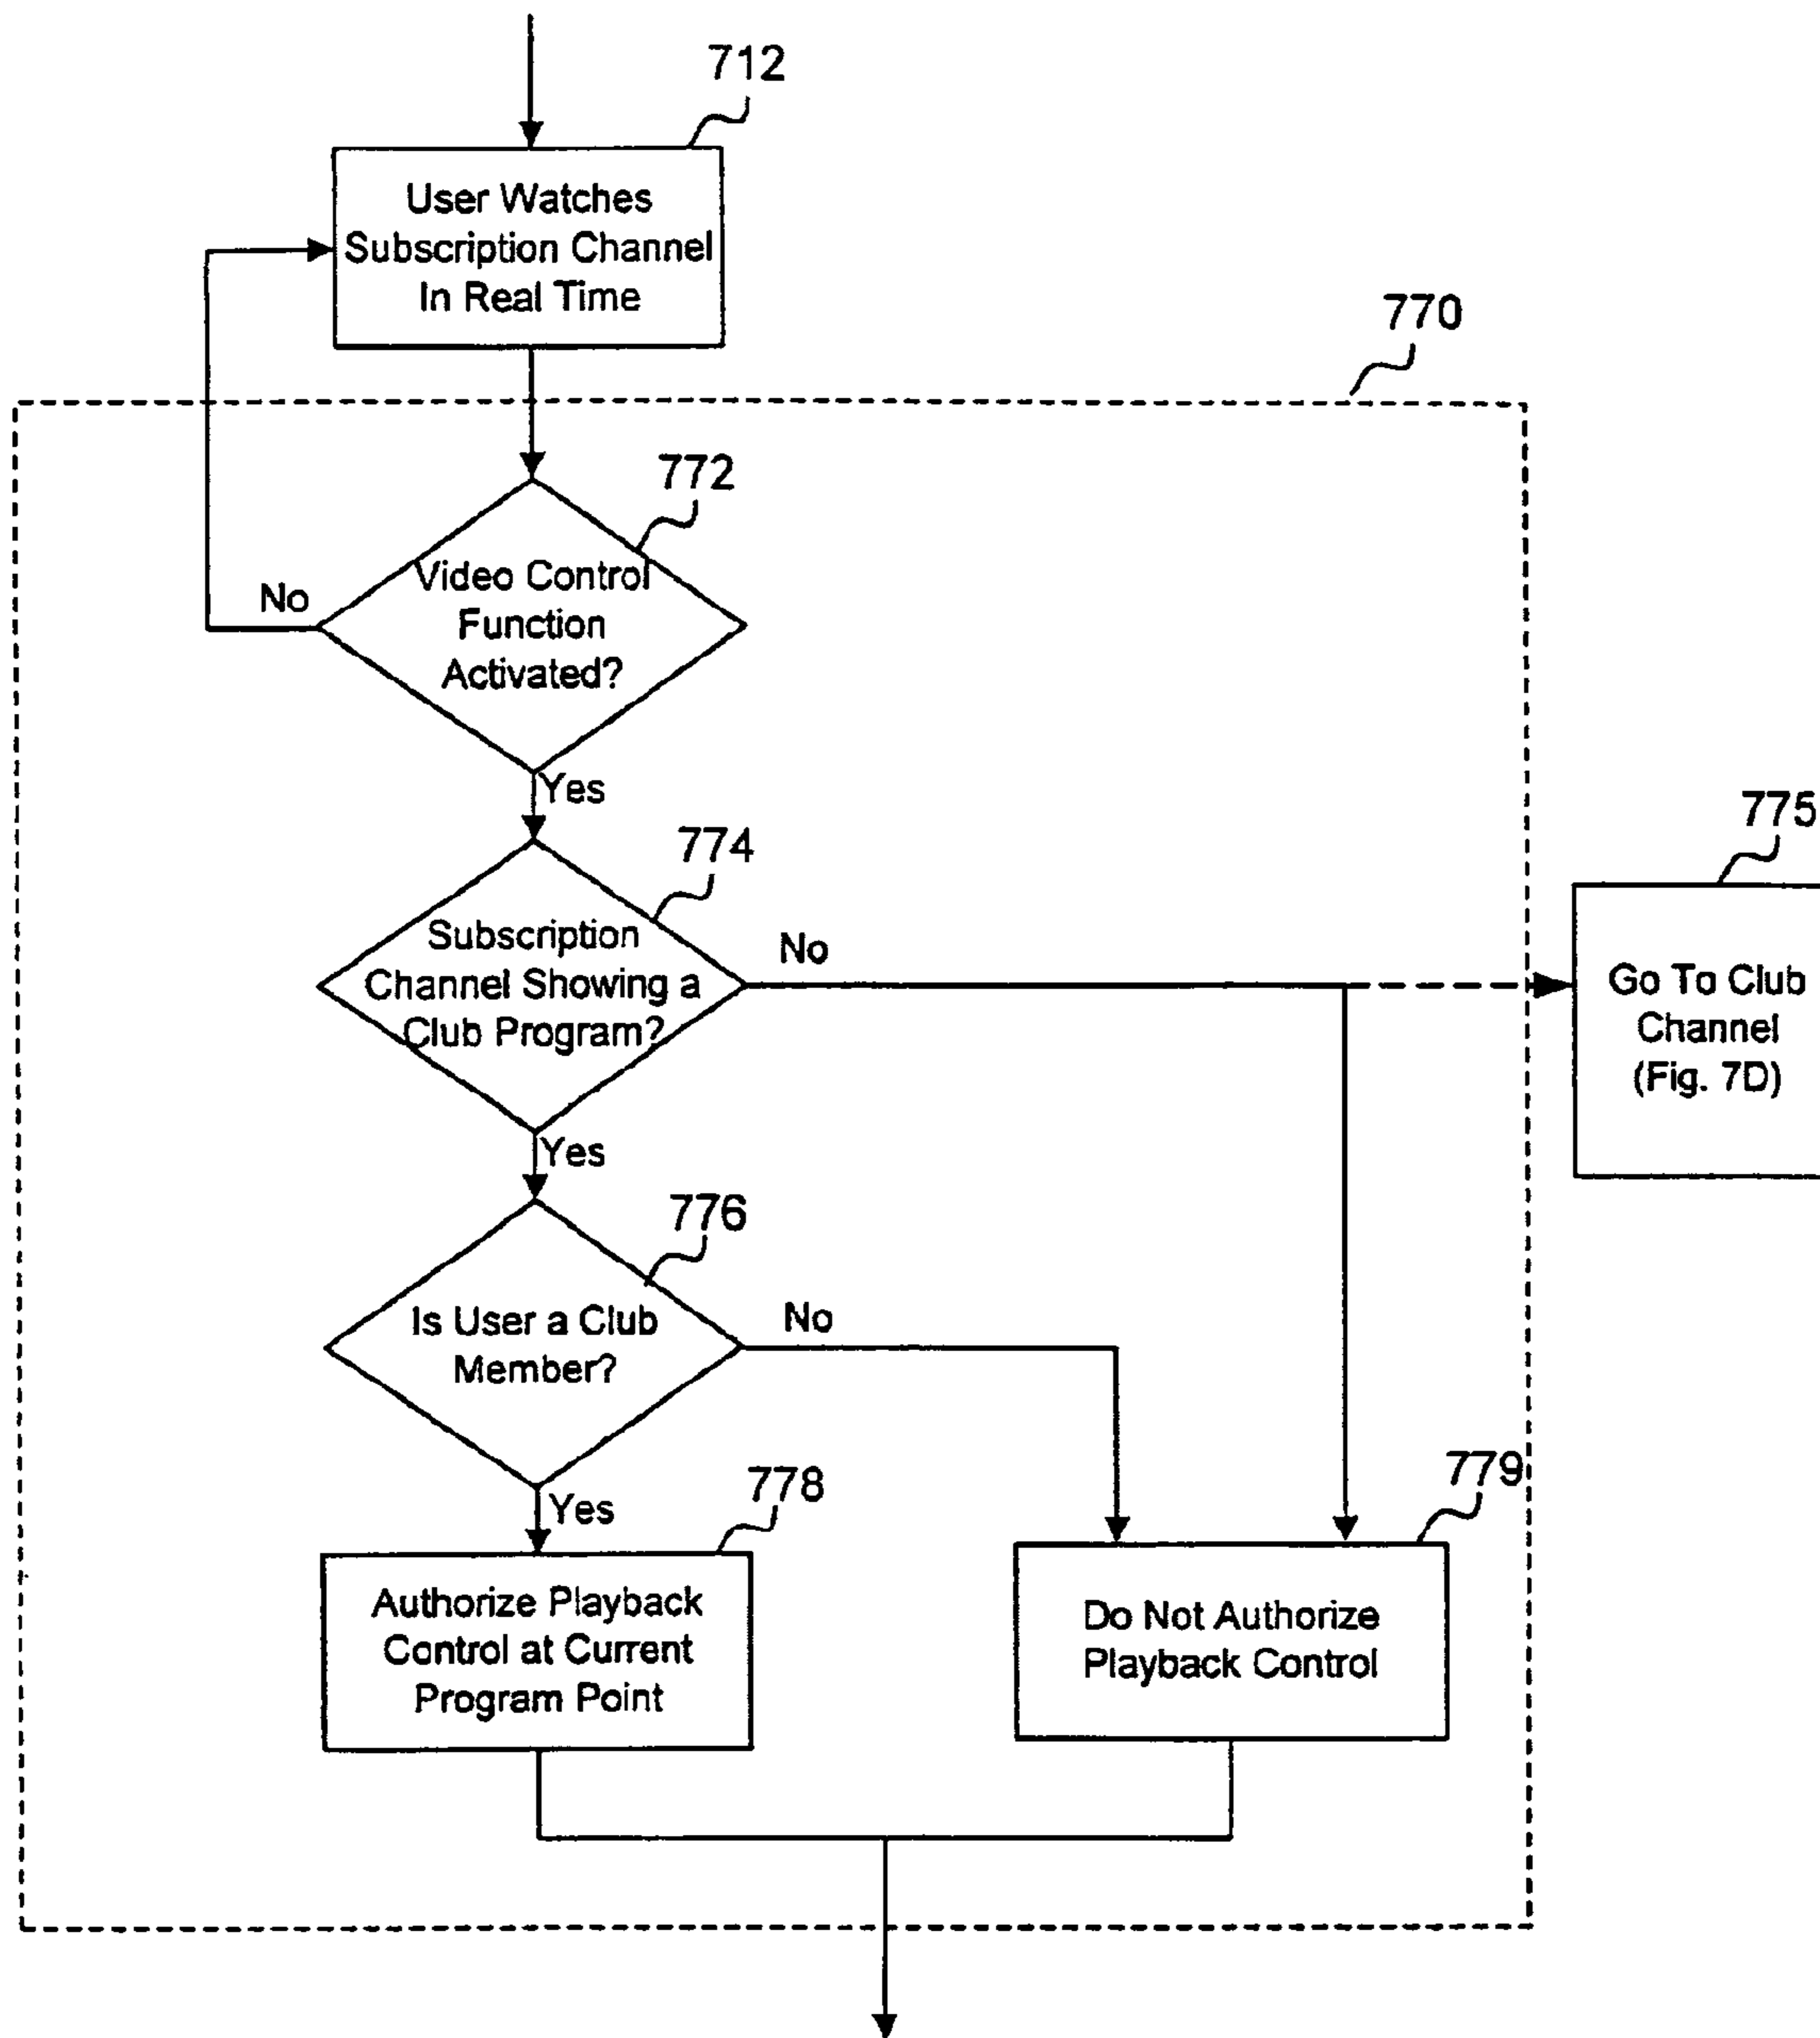 712
User Watches
Subscription Channel
In Real Time
770
772
Video Control
Function
Activated?
No
Yes
774
Subscription
Channel Showing a
Club Program?
No
775
Go To Club
Channel
(Fig. 7D)
Yes
776
Is User a Club
Member?
No
Yes
778
Authorize Playback
Control at Current
Program Point
779
Do Not Authorize
Playback Control